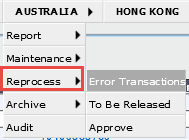 AUSTRALIA HONG KONG
Report
Maintenance
Reprocess Error Transactions
Archive To Be Released
Audit Approve